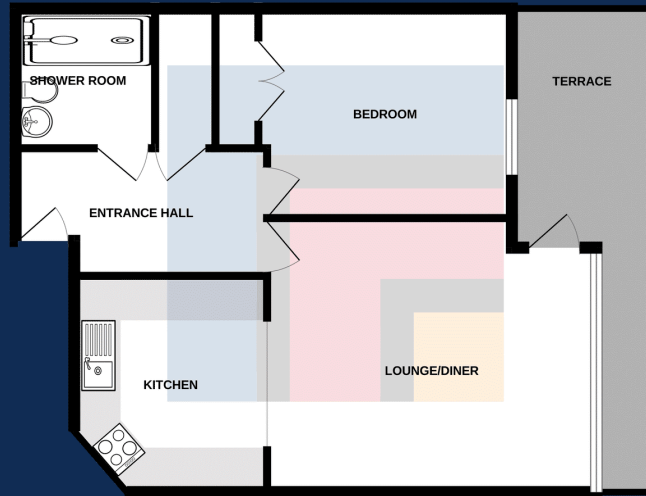 SHOWER ROOM
TERRACE
BEDROOM
ENTRANCE HALL
LOUNGE/DINER
KITCHEN